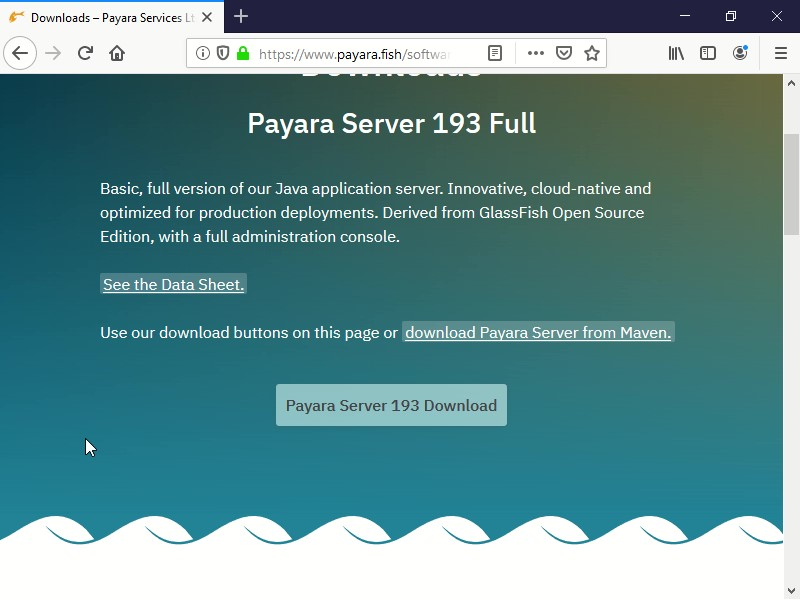 Downloads – Payara Services Lt
https://www.payara.fish/softwar
Downloads
Payara Server 193 Full
Basic, full version of our Java application server. Innovative, cloud-native and
optimized for production deployments. Derived from GlassFish Open Source
Edition, with a full administration console.
See the Data Sheet.
Use our download buttons on this page or download Payara Server from Maven.
Payara Server 193 Download